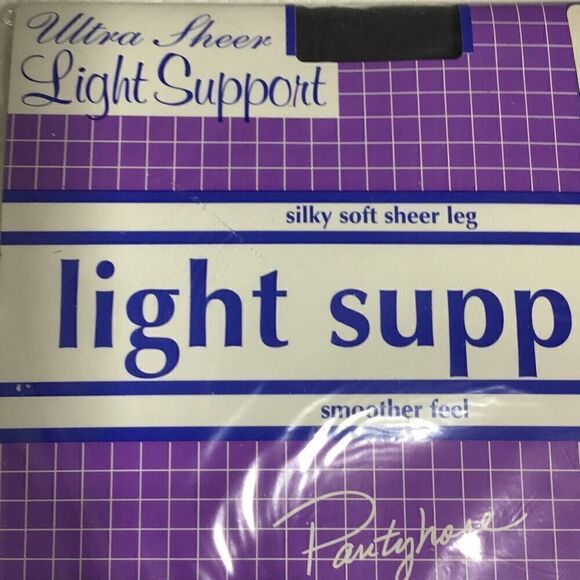 Ultra Sheer
Light Support
silky soft sheer leg
light supp
smoother feel
Pantyhose